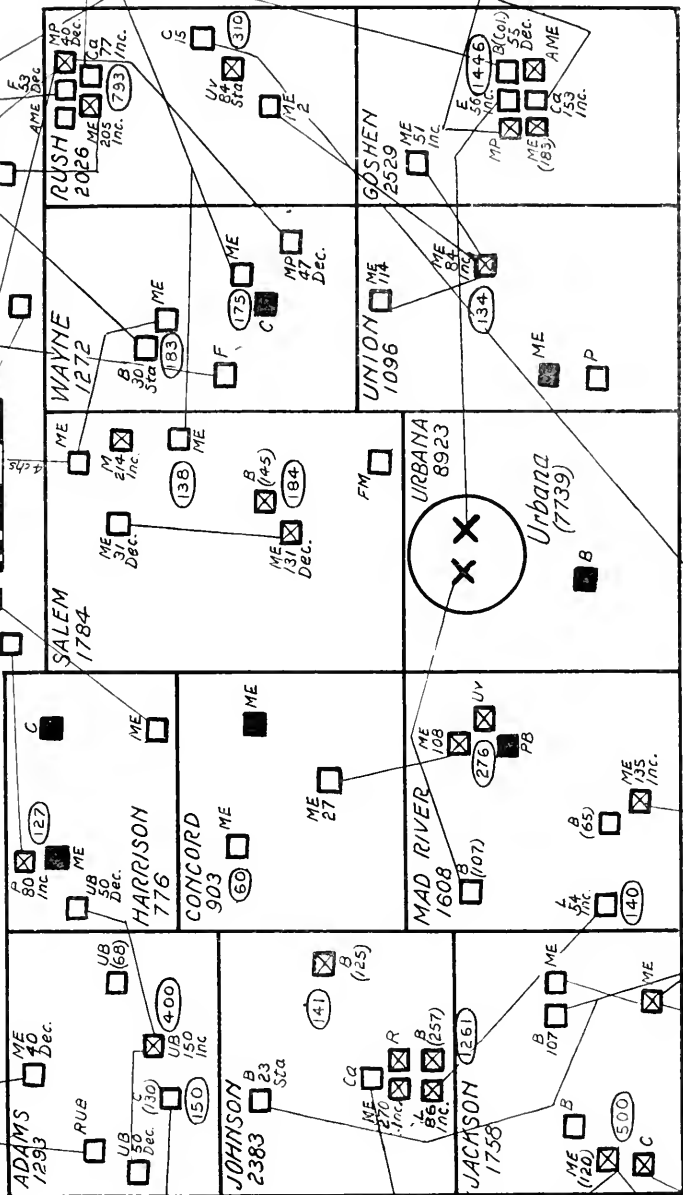 JACKSON
1758
ME
(120)
C
500
B
B
107
ME
ME
JOHNSON
2383
B
23
Sta
Ca
ME
270
Inc.
R
L
86
Inc.
B
(257)
1261
141
B
(125)
ADAMS
1293
ME
40
Dec.
RUB
UB
50
Dec.
C
(130)
150
UB
150
Inc
400
UB
(68)
MAD RIVER
1608
B
(107)
L
54
Inc.
140
B
(65)
ME
135
Inc.
ME
108
276
UV
PB
CONCORD
903
60
ME
ME
27
ME
HARRISON
776
P
80
Inc
127
ME
UB
50
Dec.
C
ME
URBANA
8923
Urbana
(7739)
B
SALEM
1784
ME
4 chs
M
214
Inc.
ME
31
Dec.
138
ME
B
(145)
184
ME
131
Dec.
FM
UNION
1096
ME
114
ME
84
Inc
134
ME
P
WAYNE
1272
B
30
Sta
183
ME
F
175
C
ME
MP
47
Dec.
GOSHEN
2529
ME
51
Inc.
MP
E
56
Inc.
B(Col)
55
Dec.
1446
ME
(183)
Ca
153
Inc.
AME
RUSH
2026
AME
F
53
Dec
MP
40
Dec.
ME
205
Inc.
Ca
77
Inc.
793
C
15
UV
84
Sta
310
ME
2